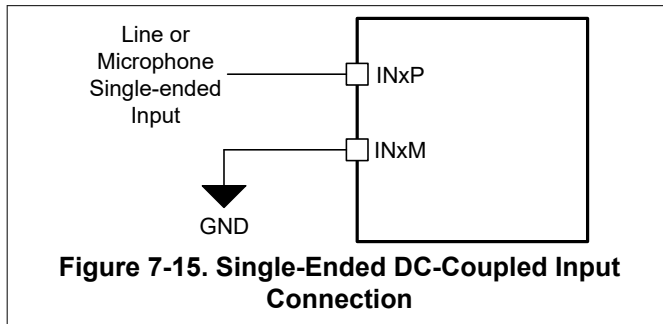 Line or
Microphone
Single-ended
Input
INxP
INxM
GND
Figure 7-15. Single-Ended DC-Coupled Input
Connection